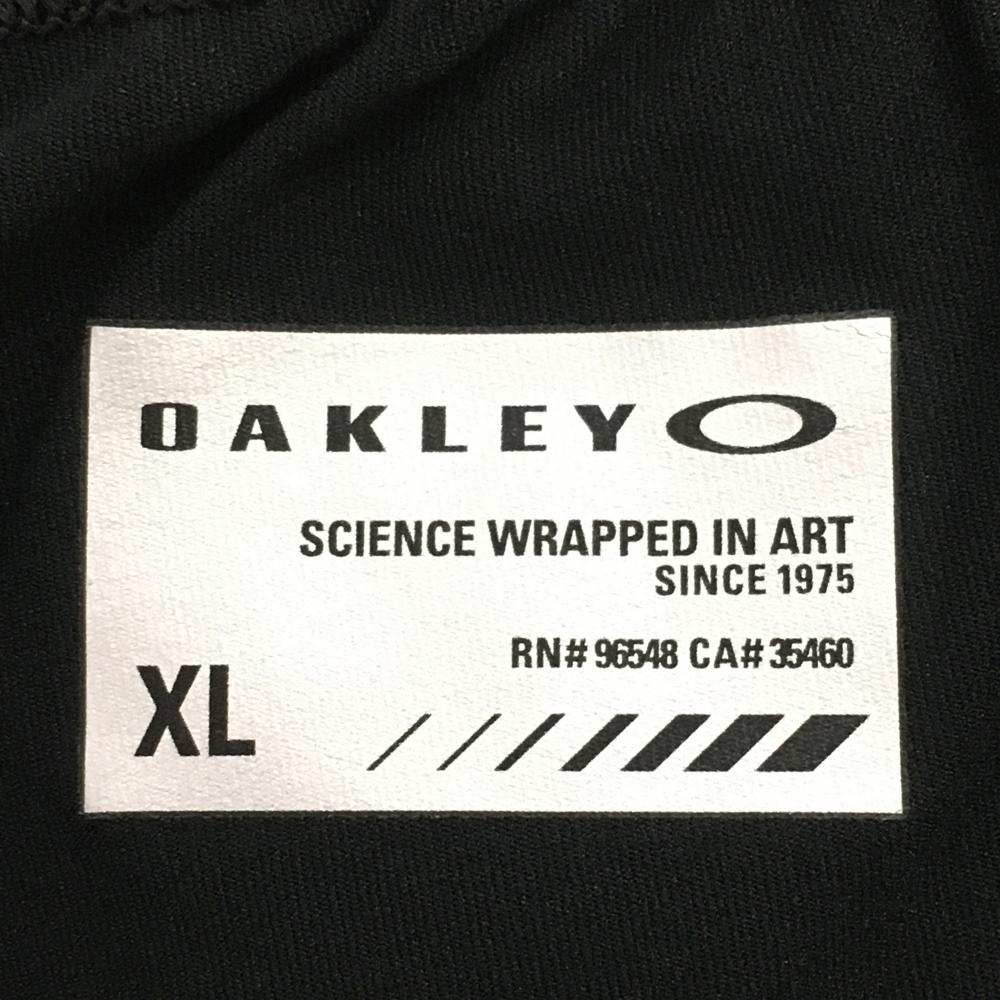 OAKLEY
SCIENCE WRAPPED IN ART
SINCE 1975
RN# 96548 CA# 35460
XL